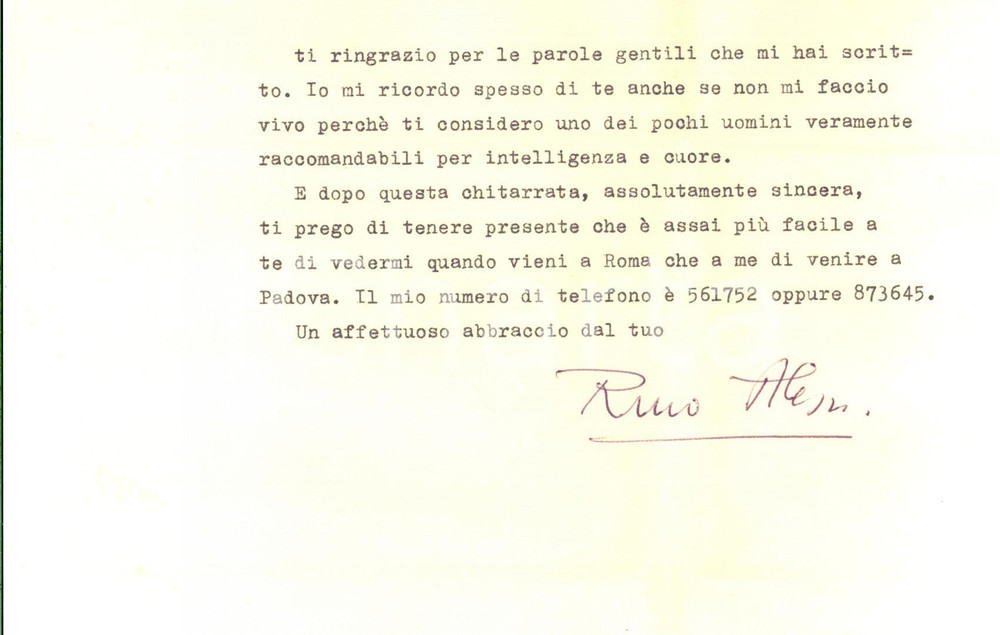 ti ringrazio per le parole gentili che mi hai scrit=
to. Io mi ricordo spesso di te anche se non mi faccio
vivo perchè ti considero uno dei pochi uomini veramente
raccomandabili per intelligenza e cuore.
E dopo questa chitarrata, assolutamente sincera,
ti prego di tenere presente che è assai più facile a
te di vedermi quando vieni a Roma che a me di venire a
Padova. Il mio numero di telefono è 561752 oppure 873645.
Un affettuoso abbraccio dal tuo
Rino Alessi.